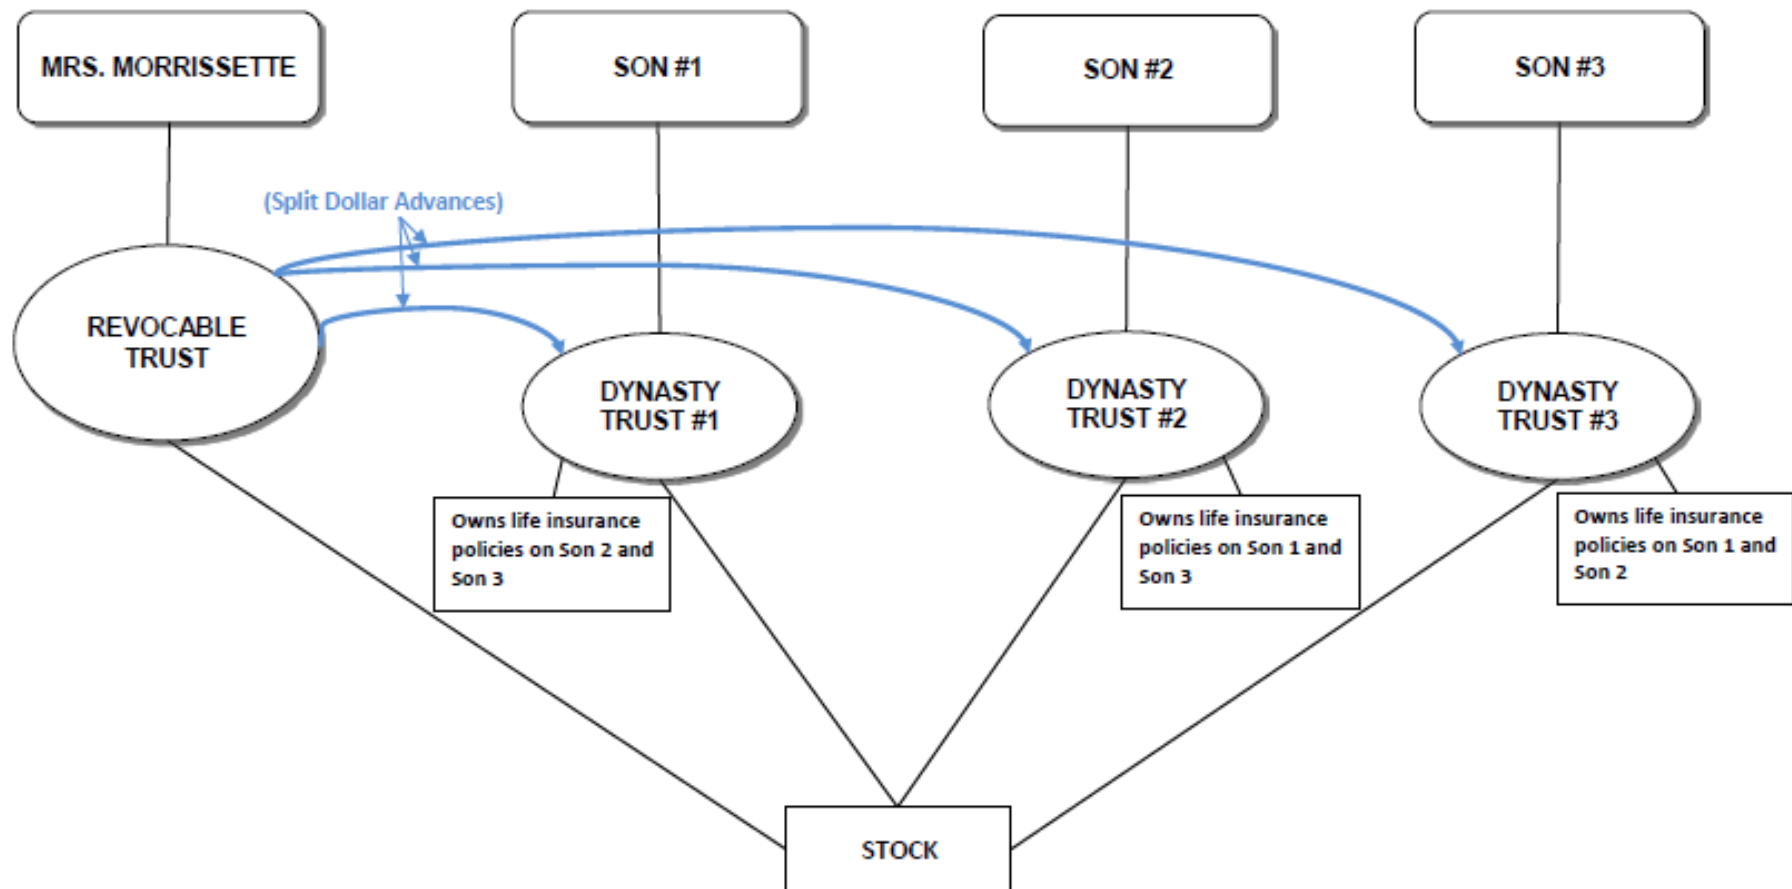 MRS. MORRISSETTE
SON #1
SON #2
SON #3
(Split Dollar Advances)
REVOCABLE
TRUST
DYNASTY
TRUST #1
DYNASTY
TRUST #2
DYNASTY
TRUST #3
Owns life insurance
policies on Son 2 and
Son 3
Owns life insurance
policies on Son 1 and
Son 3
Owns life insurance
policies on Son 1 and
Son 2
STOCK